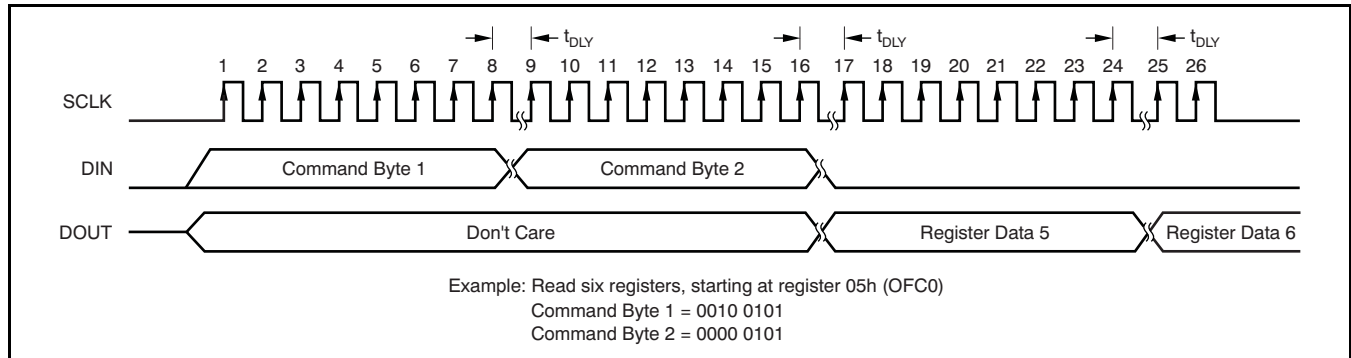 t_DLY t_DLY t_DLY
1 2 3 4 5 6 7 8 9 10 11 12 13 14 15 16 17 18 19 20 21 22 23 24 25 26
SCLK
DIN Command Byte 1 Command Byte 2
DOUT Don't Care Register Data 5 Register Data 6
Example: Read six registers, starting at register 05h (OFC0)
Command Byte 1 = 0010 0101
Command Byte 2 = 0000 0101